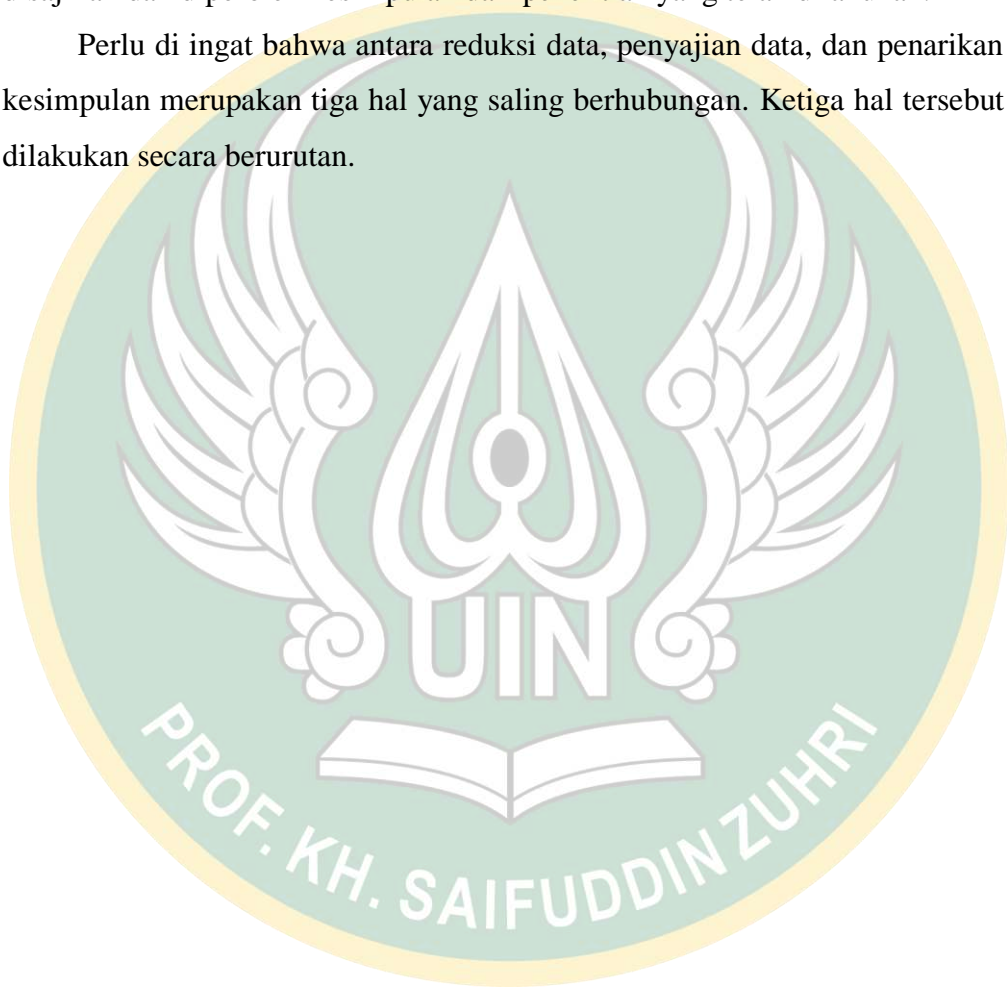 Perlu di ingat bahwa antara reduksi data, penyajian data, dan penarikan
kesimpulan merupakan tiga hal yang saling berhubungan. Ketiga hal tersebut
dilakukan secara berurutan.
UIN
PROF. KH. SAIFUDDIN ZUHRI